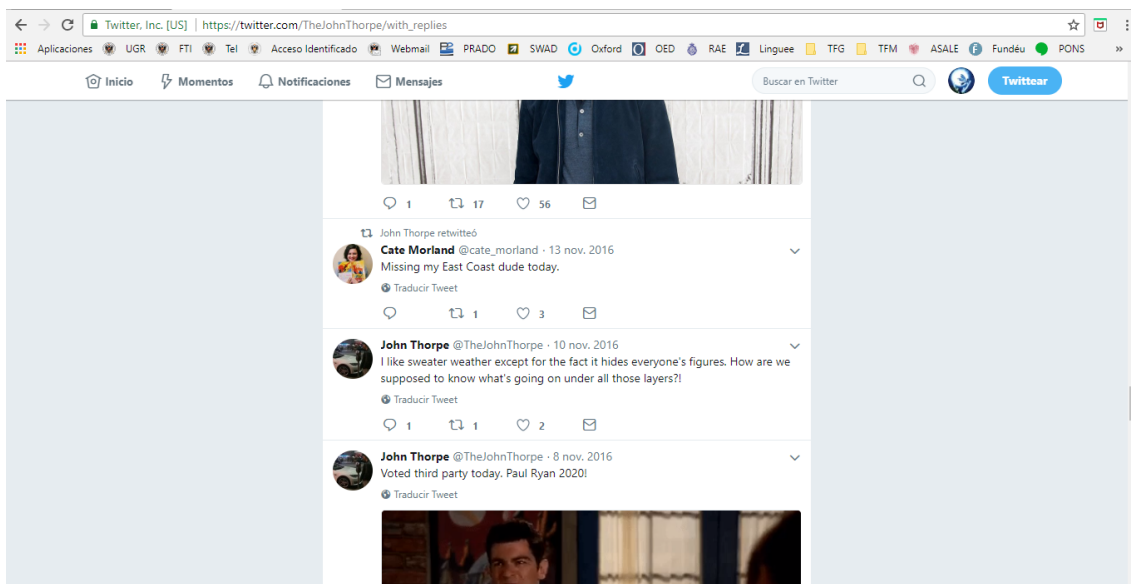 Twitter, Inc. [US] | https://twitter.com/TheJohnThorpe/with_replies
Aplicaciones UGR FTI Tel Acceso Identificado Webmail PRADO SWAD Oxford OED RAE Linguee TFG TFM ASALE Fundéu PONS »
Inicio Momentos Notificaciones Mensajes Buscar en Twitter Twittear
1 17 56
John Thorpe retwitteó
Cate Morland @cate_morland · 13 nov. 2016
Missing my East Coast dude today.
Traducir Tweet
1 3
John Thorpe @TheJohnThorpe · 10 nov. 2016
I like sweater weather except for the fact it hides everyone's figures. How are we
supposed to know what's going on under all those layers?!
Traducir Tweet
1 1 2
John Thorpe @TheJohnThorpe · 8 nov. 2016
Voted third party today. Paul Ryan 2020!
Traducir Tweet